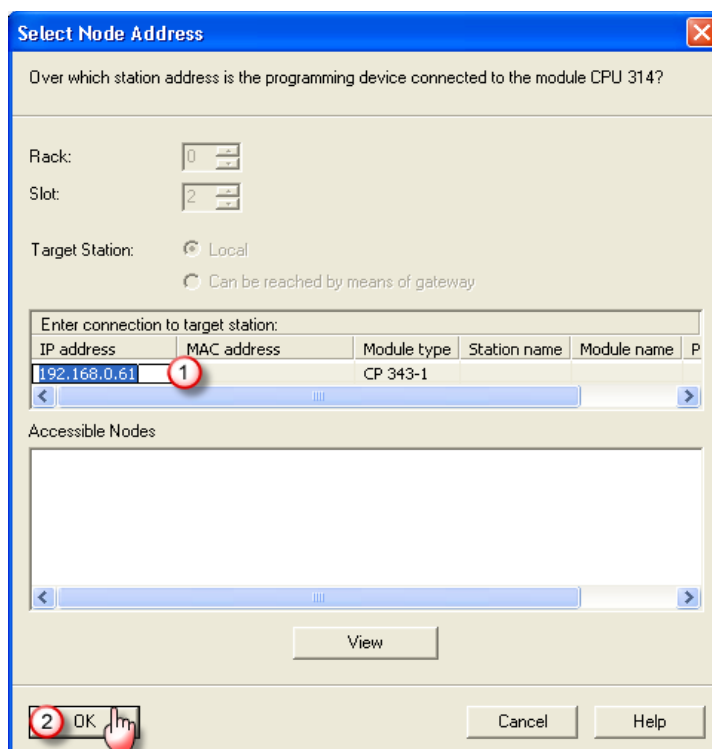 Select Node Address
Over which station address is the programming device connected to the module CPU 314?
Rack: 0
Slot: 2
Target Station: Local
Can be reached by means of gateway
Enter connection to target station:
IP address MAC address Module type Station name Module name P
192.168.0.61 1 CP 343-1
Accessible Nodes
View
2 OK Cancel Help